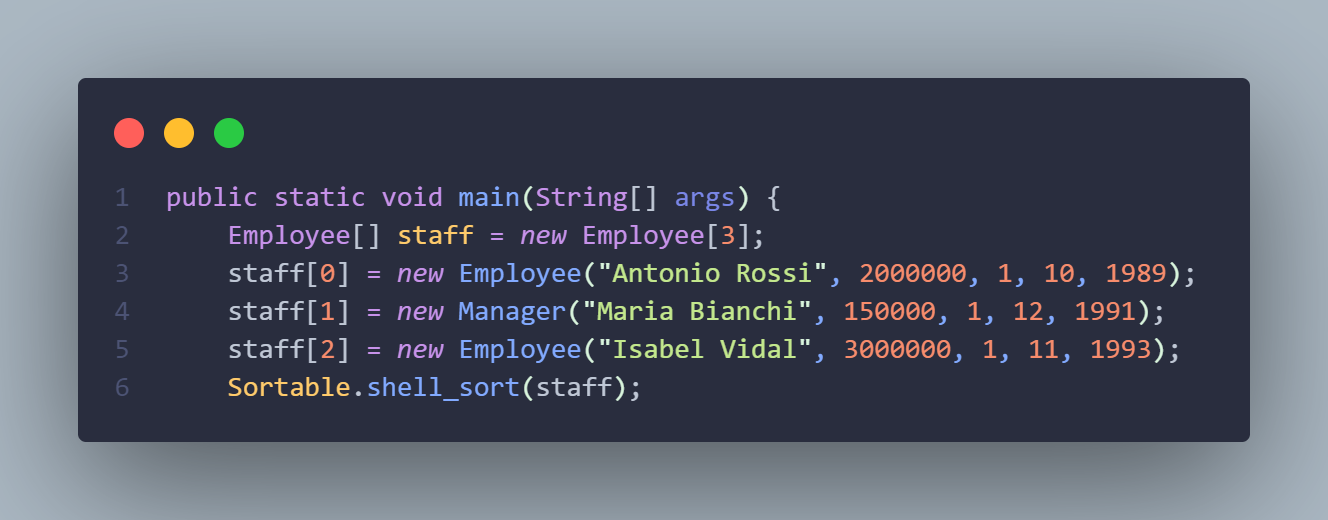 1 public static void main(String[] args) {
2     Employee[] staff = new Employee[3];
3     staff[0] = new Employee("Antonio Rossi", 2000000, 1, 10, 1989);
4     staff[1] = new Manager("Maria Bianchi", 150000, 1, 12, 1991);
5     staff[2] = new Employee("Isabel Vidal", 3000000, 1, 11, 1993);
6     Sortable.shell_sort(staff);